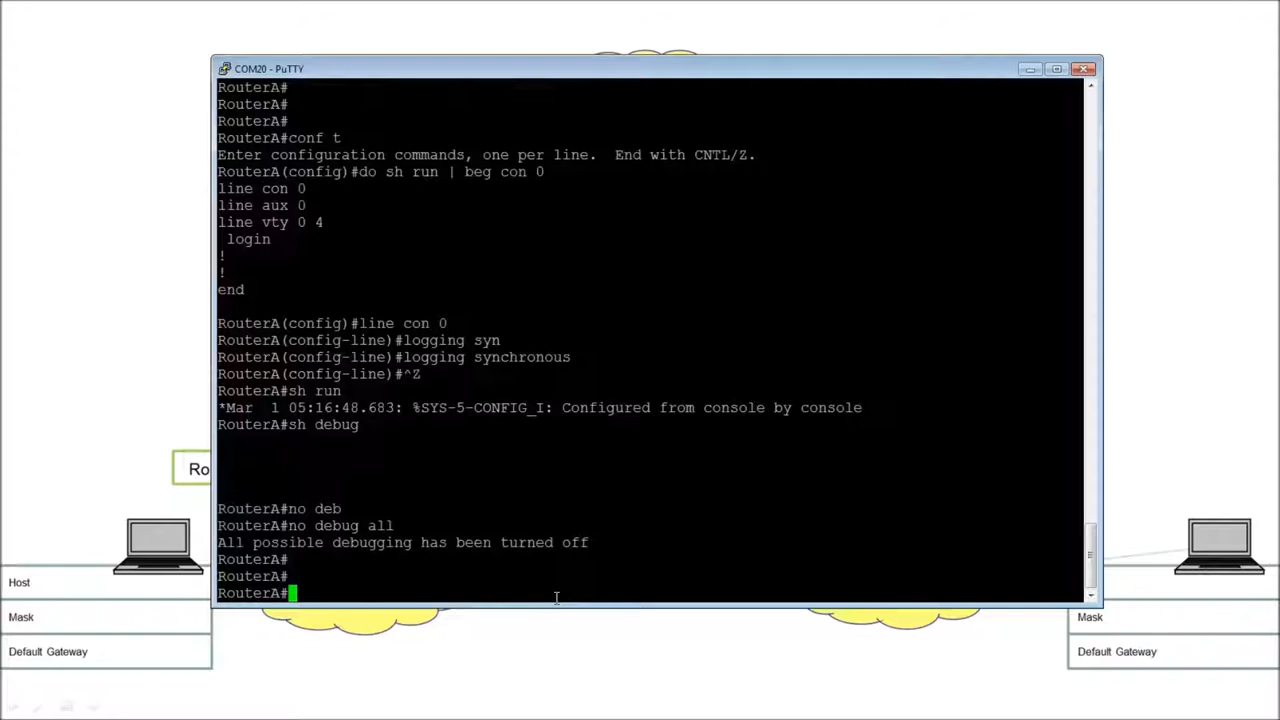 COM20 - PuTTY
RouterA#
RouterA#
RouterA#
RouterA#conf t
Enter configuration commands, one per line.  End with CNTL/Z.
RouterA(config)#do sh run | beg con 0
line con 0
line aux 0
line vty 0 4
 login
!
!
end
RouterA(config)#line con 0
RouterA(config-line)#logging syn
RouterA(config-line)#logging synchronous
RouterA(config-line)#^Z
RouterA#sh run
*Mar  1 05:16:48.683: %SYS-5-CONFIG_I: Configured from console by console
RouterA#sh debug
RouterA#no deb
RouterA#no debug all
All possible debugging has been turned off
RouterA#
RouterA#
RouterA#
Ro
Host
Mask
Default Gateway
Mask
Default Gateway